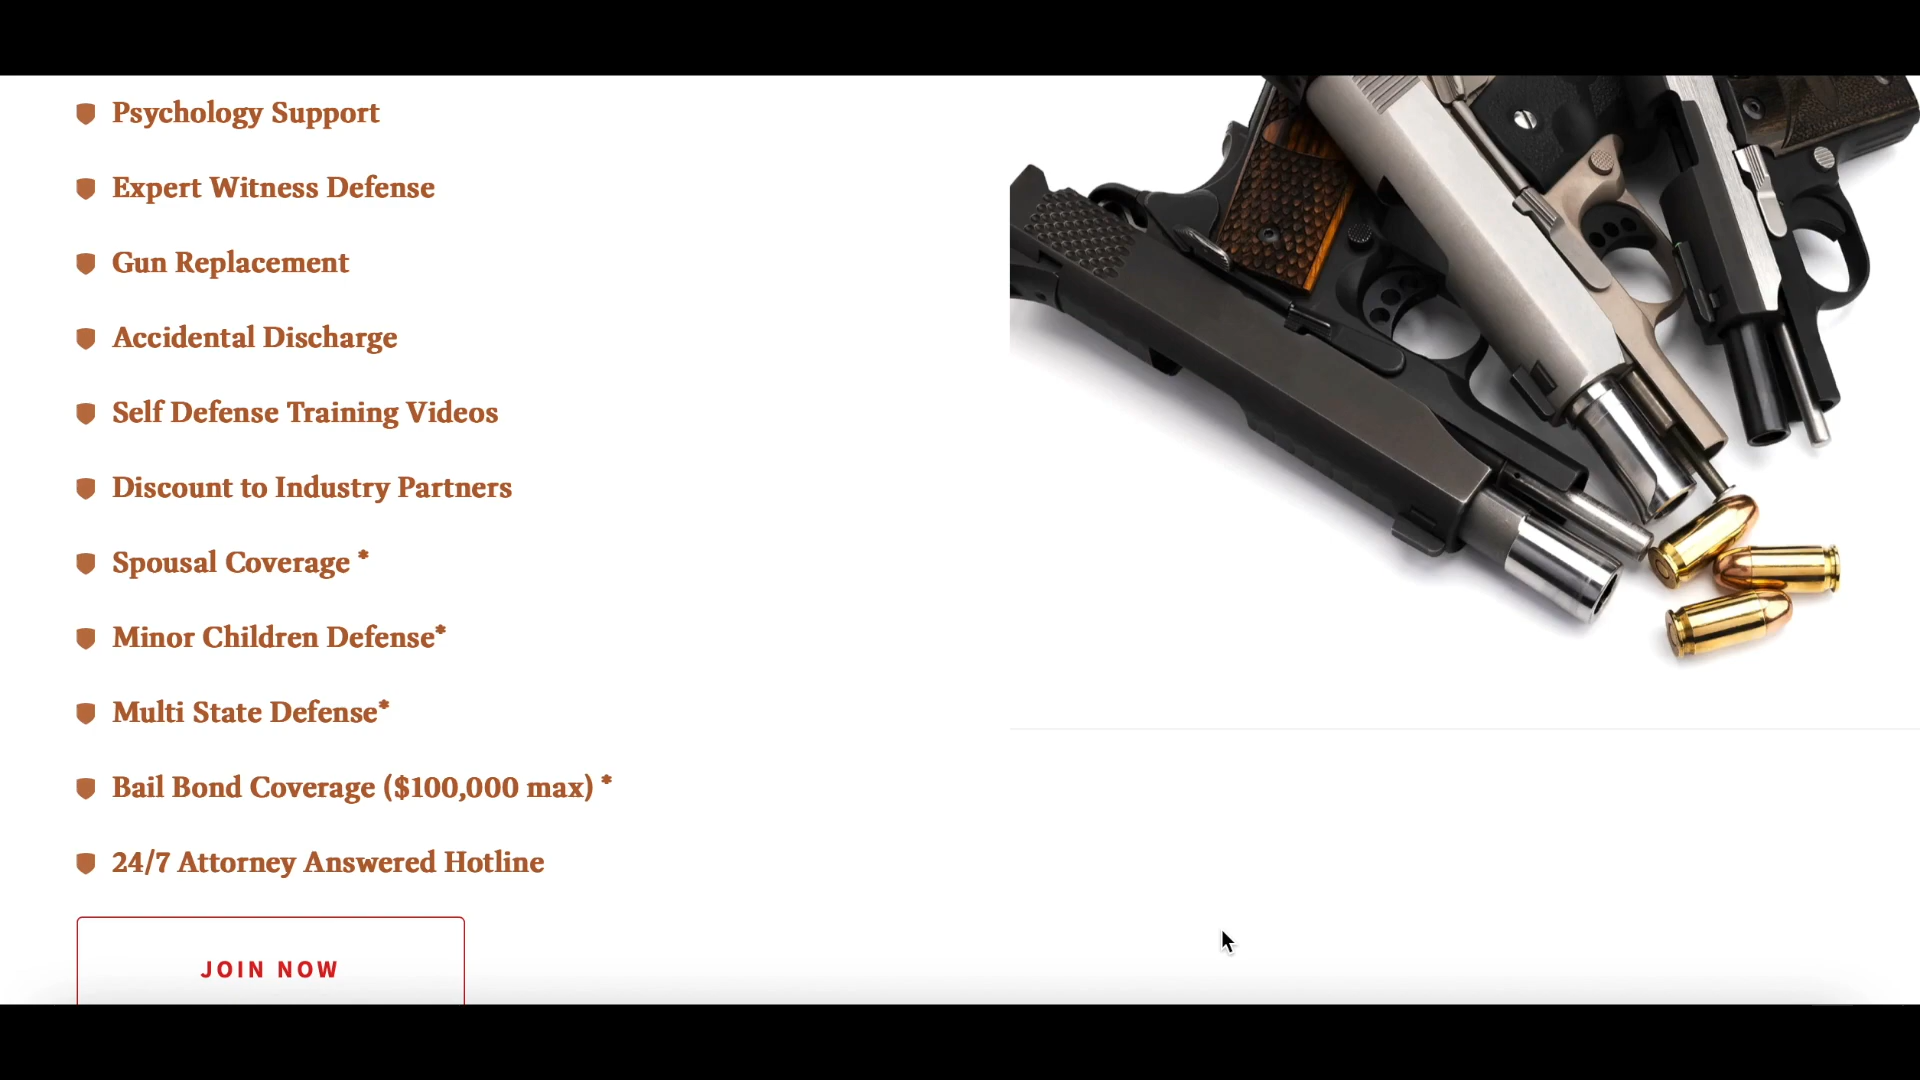 Psychology Support
Expert Witness Defense
Gun Replacement
Accidental Discharge
Self Defense Training Videos
Discount to Industry Partners
Spousal Coverage *
Minor Children Defense*
Multi State Defense*
Bail Bond Coverage ($100,000 max) *
24/7 Attorney Answered Hotline
JOIN NOW